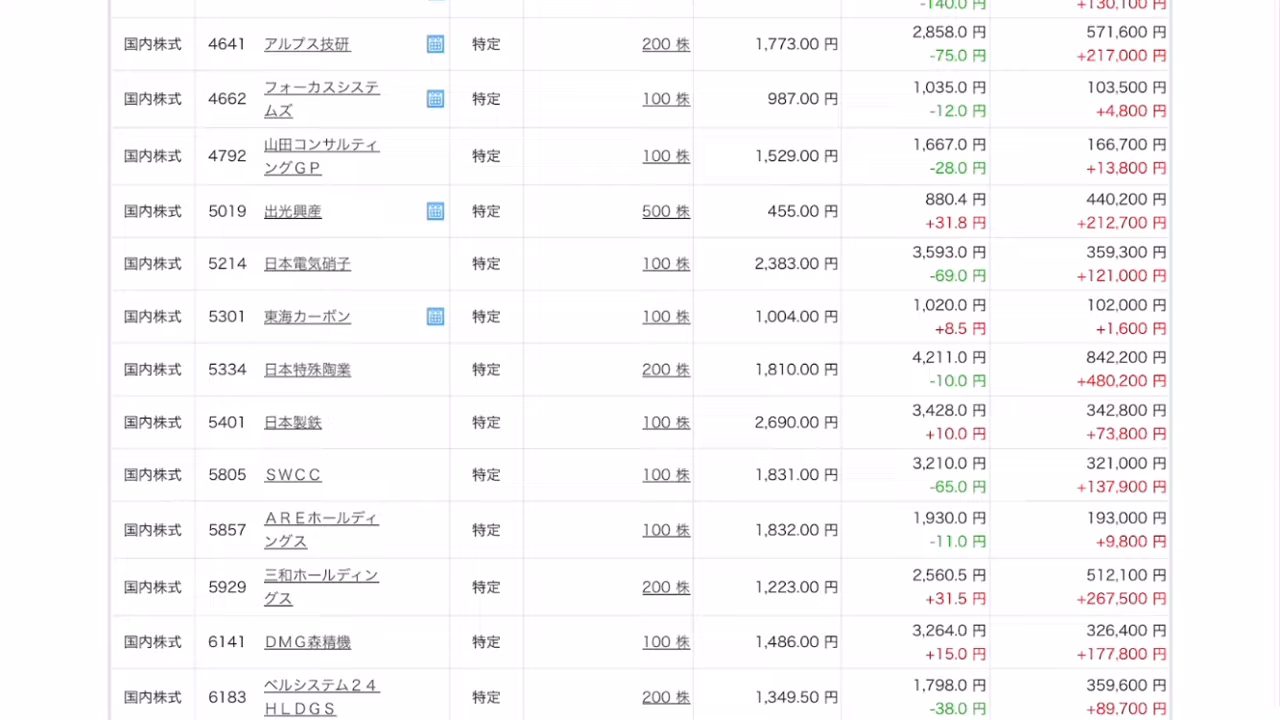 -140.0 円 +130,100 円
国内株式 4641 アルプス技研 特定 200 株 1,773.00 円 2,858.0 円 571,600 円
-75.0 円 +217,000 円
国内株式 4662 フォーカスシステ
ムズ 特定 100 株 987.00 円 1,035.0 円 103,500 円
-12.0 円 +4,800 円
国内株式 4792 山田コンサルティ
ングＧＰ 特定 100 株 1,529.00 円 1,667.0 円 166,700 円
-28.0 円 +13,800 円
国内株式 5019 出光興産 特定 500 株 455.00 円 880.4 円 440,200 円
+31.8 円 +212,700 円
国内株式 5214 日本電気硝子 特定 100 株 2,383.00 円 3,593.0 円 359,300 円
-69.0 円 +121,000 円
国内株式 5301 東海カーボン 特定 100 株 1,004.00 円 1,020.0 円 102,000 円
+8.5 円 +1,600 円
国内株式 5334 日本特殊陶業 特定 200 株 1,810.00 円 4,211.0 円 842,200 円
-10.0 円 +480,200 円
国内株式 5401 日本製鉄 特定 100 株 2,690.00 円 3,428.0 円 342,800 円
+10.0 円 +73,800 円
国内株式 5805 ＳＷＣＣ 特定 100 株 1,831.00 円 3,210.0 円 321,000 円
-65.0 円 +137,900 円
国内株式 5857 ＡＲＥホールディ
ングス 特定 100 株 1,832.00 円 1,930.0 円 193,000 円
-11.0 円 +9,800 円
国内株式 5929 三和ホールディン
グス 特定 200 株 1,223.00 円 2,560.5 円 512,100 円
+31.5 円 +267,500 円
国内株式 6141 ＤＭＧ森精機 特定 100 株 1,486.00 円 3,264.0 円 326,400 円
+15.0 円 +177,800 円
国内株式 6183 ベルシステム２４
ＨＬＤＧＳ 特定 200 株 1,349.50 円 1,798.0 円 359,600 円
-38.0 円 +89,700 円